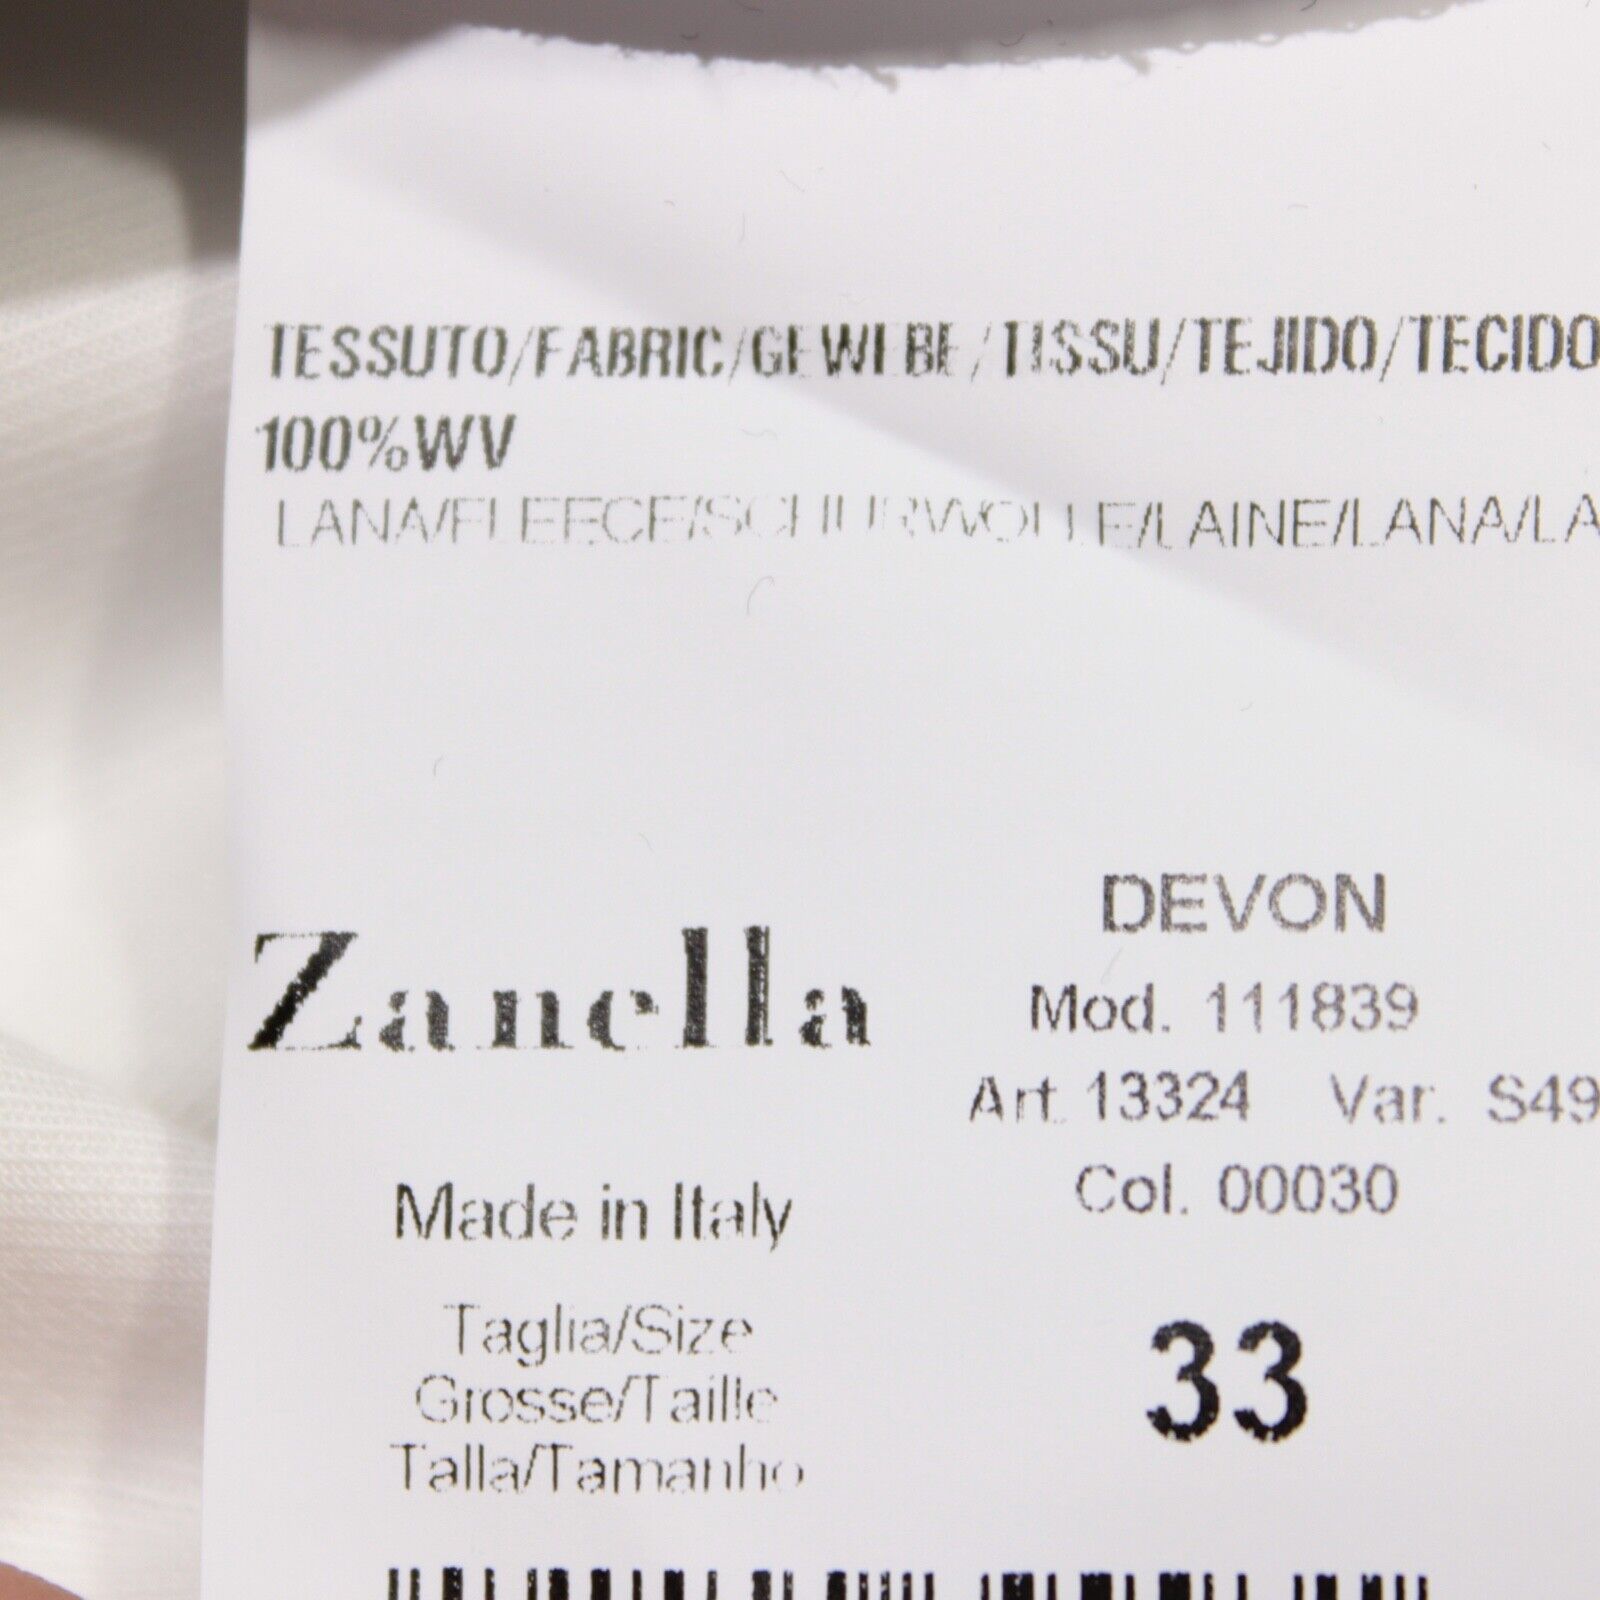 TESSUTO/FABRIC/GEWEBE/TISSU/TEJIDO/TECIDO
100%WV
LANA/FLEECE/SCHURWOLLE/LAINE/LANA/LA
Zanella
DEVON
Mod. 111839
Art. 13324 Var. S49
Col. 00030
Made in Italy
Taglia/Size
Grosse/Taille
Talla/Tamanho
33